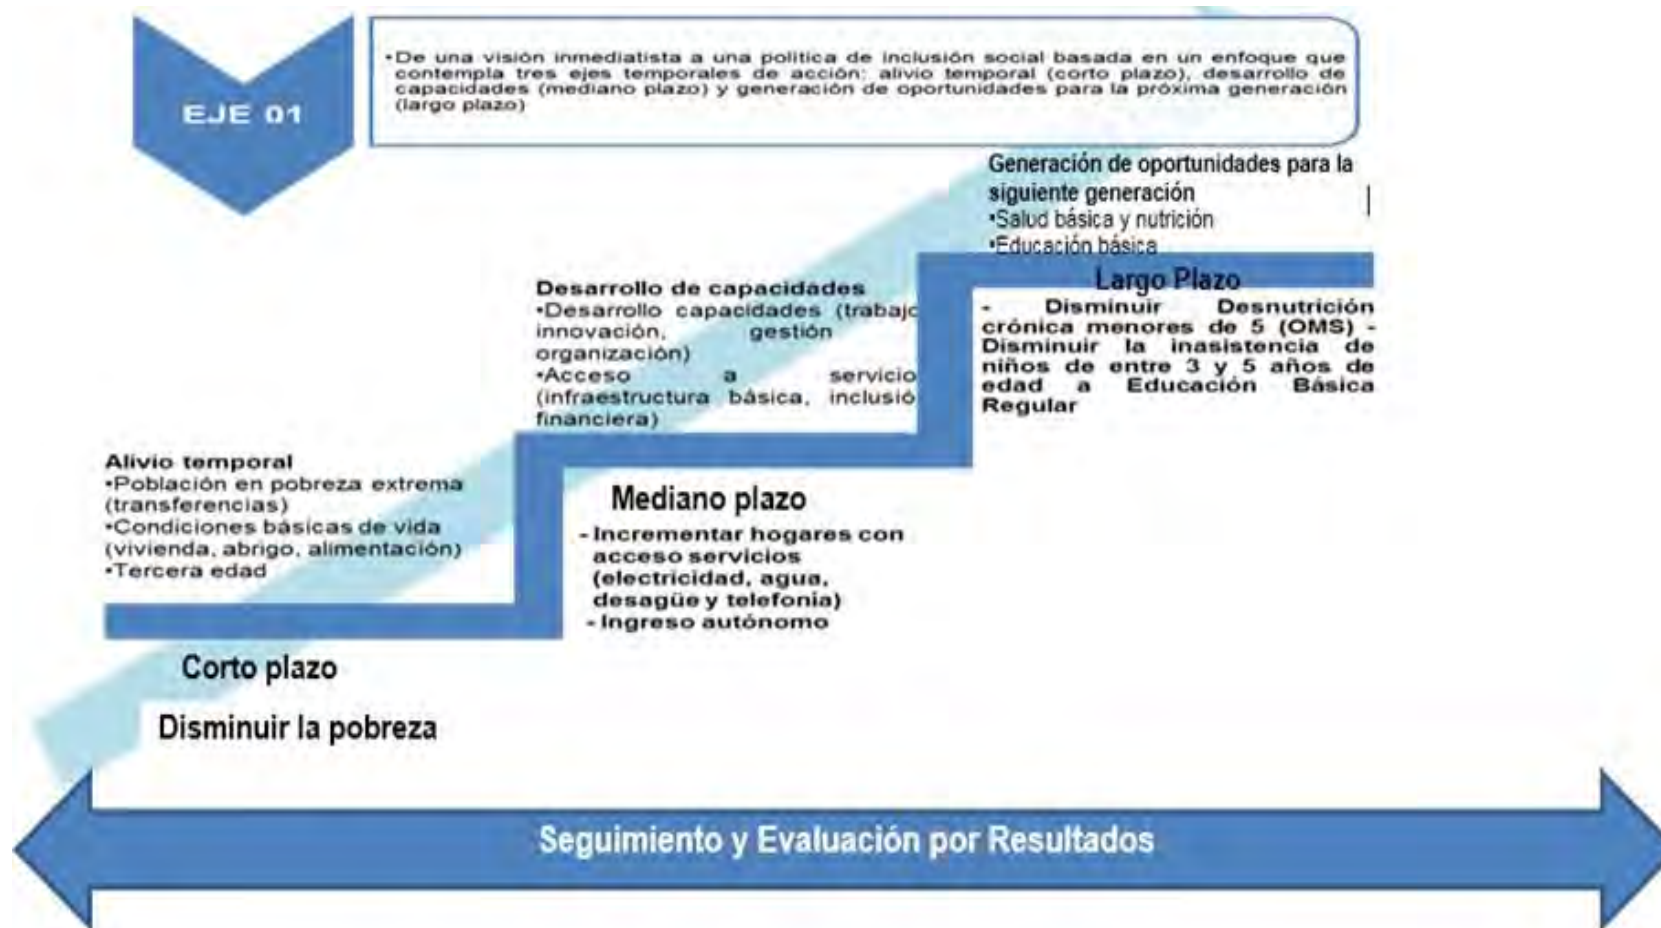 EJE 01
•De una visión inmediatista a una política de inclusión social basada en un enfoque que
contempla tres ejes temporales de acción: alivio temporal (corto plazo), desarrollo de
capacidades (mediano plazo) y generación de oportunidades para la próxima generación
(largo plazo)
Generación de oportunidades para la
siguiente generación
•Salud básica y nutrición
•Educación básica
Largo Plazo
- Disminuir Desnutrición
crónica menores de 5 (OMS) -
Disminuir la inasistencia de
niños de entre 3 y 5 años de
edad a Educación Básica
Regular
Desarrollo de capacidades
•Desarrollo capacidades (trabajo
innovación, gestión
organización)
•Acceso a servicio
(infraestructura básica, inclusió
financiera)
Mediano plazo
- Incrementar hogares con
acceso servicios
(electricidad, agua,
desagüe y telefonía)
- Ingreso autónomo
Alivio temporal
•Población en pobreza extrema
(transferencias)
•Condiciones básicas de vida
(vivienda, abrigo, alimentación)
•Tercera edad
Corto plazo
Disminuir la pobreza
Seguimiento y Evaluación por Resultados